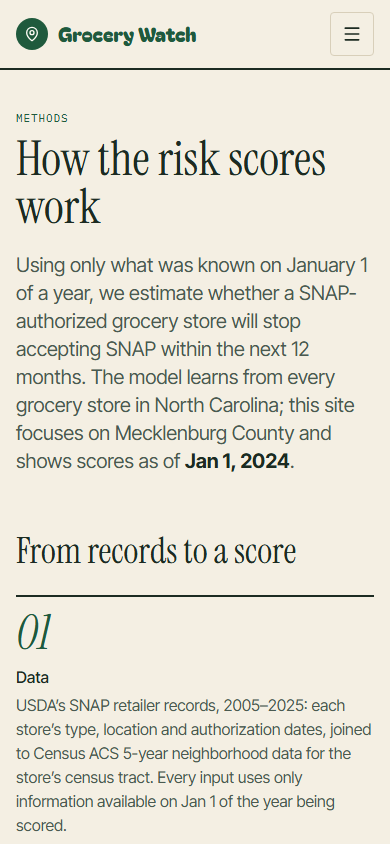 Grocery Watch
METHODS
How the risk scores
work
Using only what was known on January 1
of a year, we estimate whether a SNAP-
authorized grocery store will stop
accepting SNAP within the next 12
months. The model learns from every
grocery store in North Carolina; this site
focuses on Mecklenburg County and
shows scores as of Jan 1, 2024.
From records to a score
01
Data
USDA’s SNAP retailer records, 2005–2025: each
store’s type, location and authorization dates, joined
to Census ACS 5-year neighborhood data for the
store’s census tract. Every input uses only
information available on Jan 1 of the year being
scored.